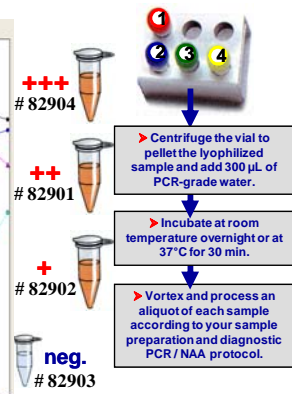 1
2 3 4
+++
# 82904
++
# 82901
+
# 82902
neg.
# 82903
➤ Centrifuge the vial to
pellet the lyophilized
sample and add 300 µL of
PCR-grade water.
➤ Incubate at room
temperature overnight or at
37°C for 30 min.
➤ Vortex and process an
aliquot of each sample
according to your sample
preparation and diagnostic
PCR / NAA protocol.